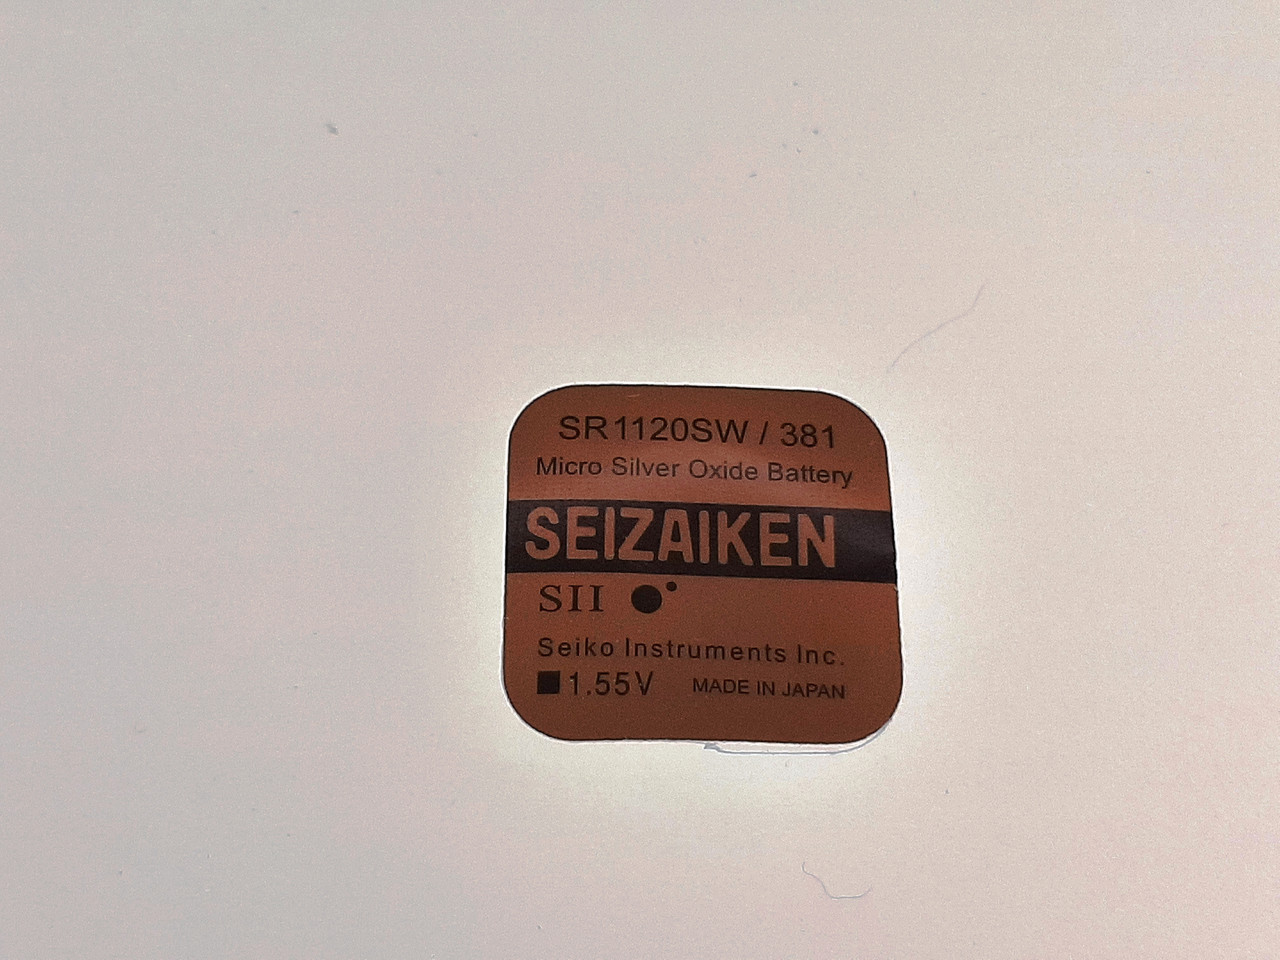 SR1120SW / 381
Micro Silver Oxide Battery
SEIZAIKEN
SII
Seiko Instruments Inc.
1.55V MADE IN JAPAN